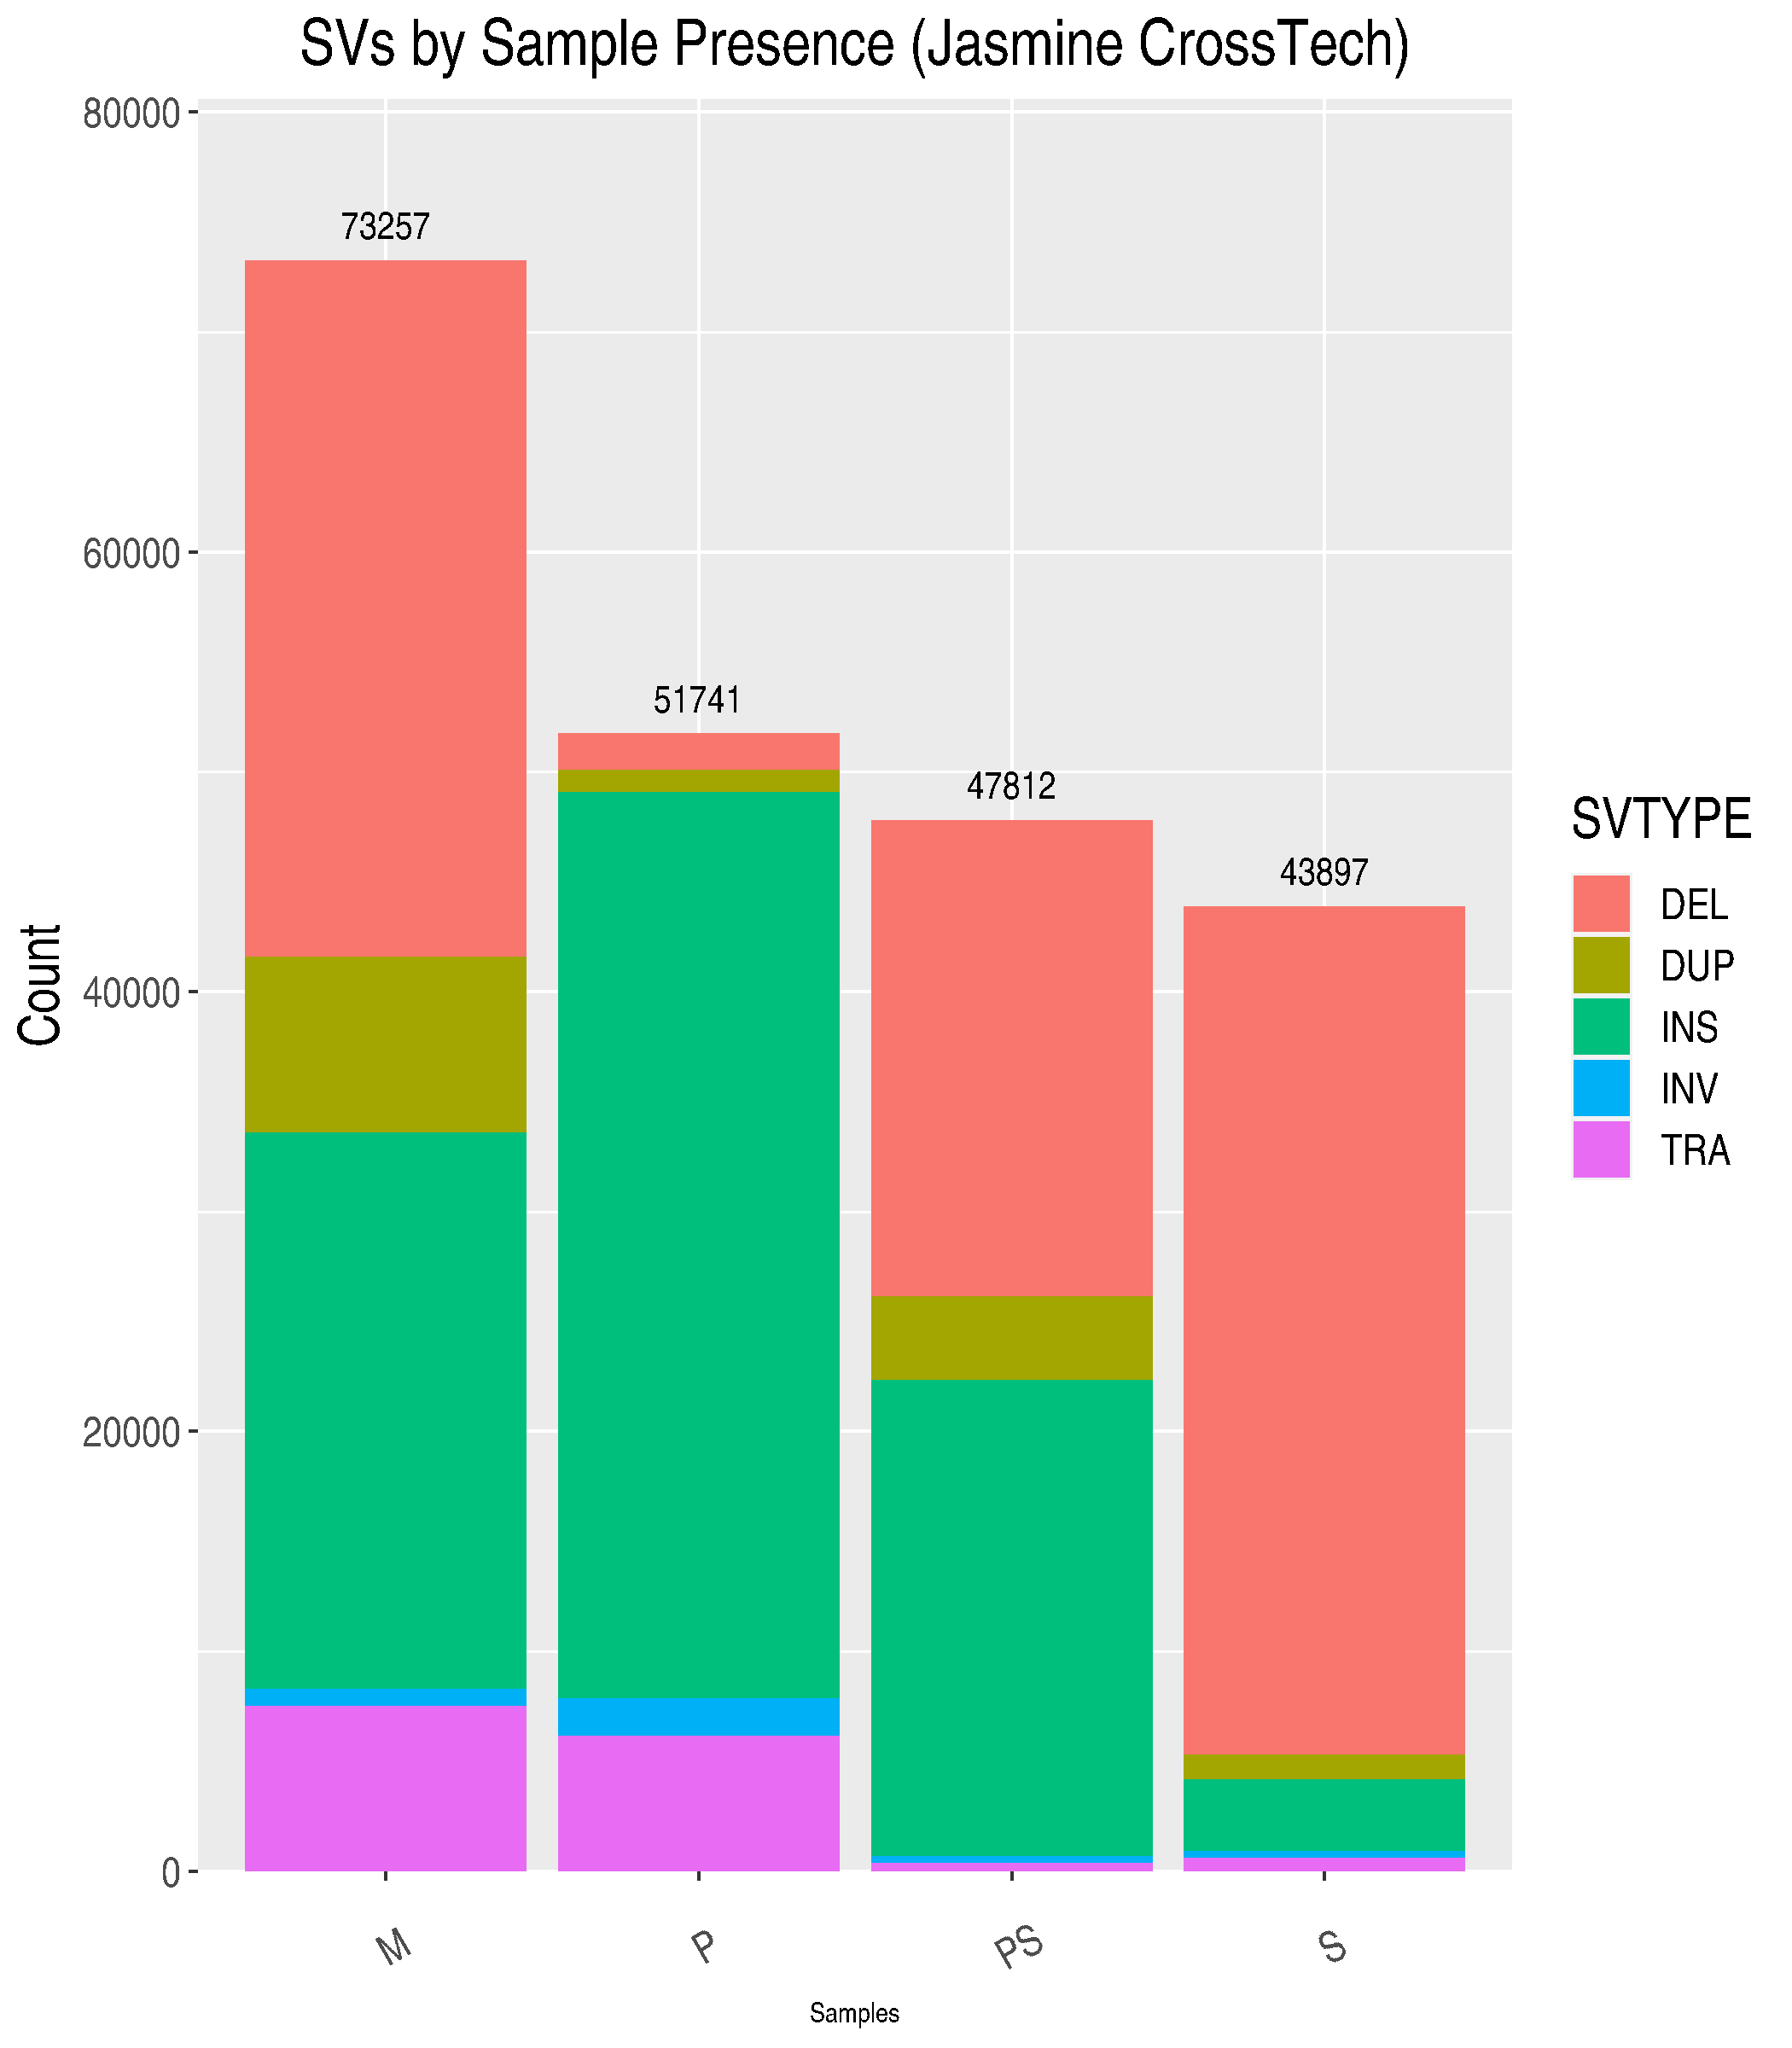 SVs by Sample Presence (Jasmine CrossTech)
80000
73257
60000
51741
47812
43897
40000
20000
0
Count
M
P
PS
S
Samples
SVTYPE
DEL
DUP
INS
INV
TRA